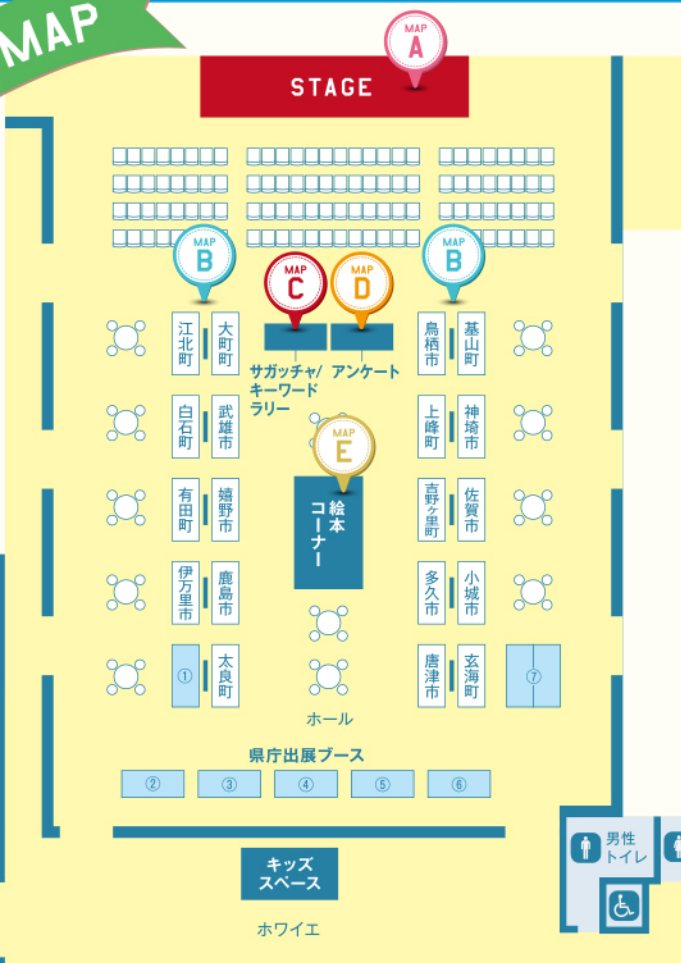 MAP
MAP
A
STAGE
MAP
B
MAP
C
MAP
D
MAP
B
江北町
大町町
サガッチャ/
キーワード
ラリー
アンケート
鳥栖市
基山町
白石町
武雄市
MAP
E
上峰町
神埼市
有田町
嬉野市
絵本
コーナー
吉野ヶ里町
佐賀市
伊万里市
鹿島市
多久市
小城市
①
太良町
唐津市
玄海町
⑦
ホール
県庁出展ブース
②
③
④
⑤
⑥
キッズ
スペース
男性
トイレ
ホワイエ